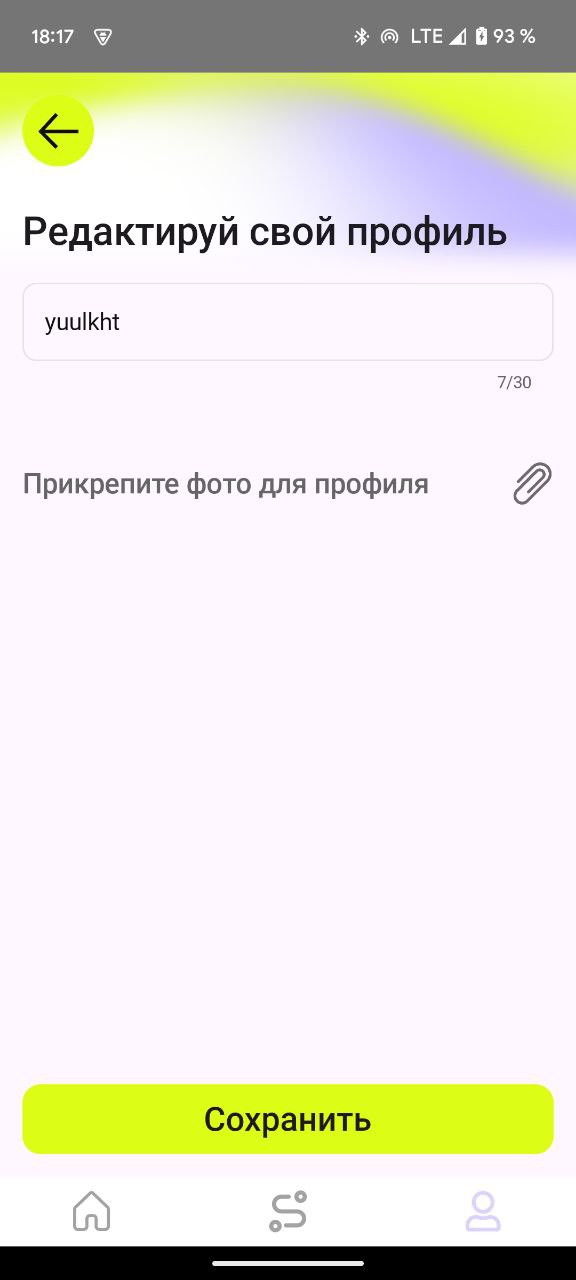 18:17 LTE 93 %
Редактируй свой профиль
yuulkht
7/30
Прикрепите фото для профиля
Сохранить